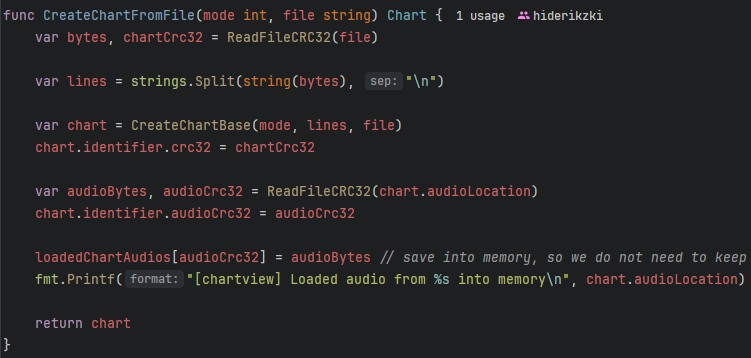 func CreateChartFromFile(mode int, file string) Chart { 1 usage hiderikzki
var bytes, chartCrc32 = ReadFileCRC32(file)
var lines = strings.Split(string(bytes), sep: "\n")
var chart = CreateChartBase(mode, lines, file)
chart.identifier.crc32 = chartCrc32
var audioBytes, audioCrc32 = ReadFileCRC32(chart.audioLocation)
chart.identifier.audioCrc32 = audioCrc32
loadedChartAudios[audioCrc32] = audioBytes // save into memory, so we do not need to keep
fmt.Printf( format: "[chartview] Loaded audio from %s into memory\n", chart.audioLocation)
return chart
}